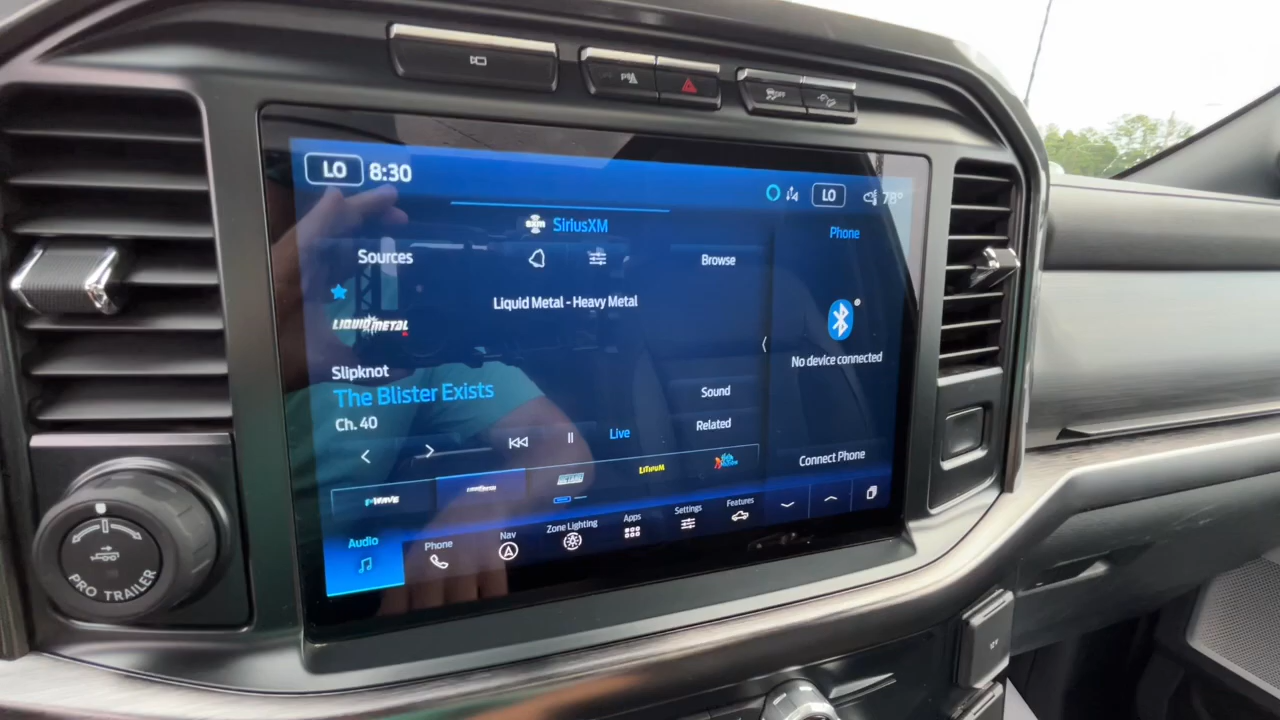 LO 8:30
LO 78°
SiriusXM
Phone
Sources
Browse
Liquid Metal - Heavy Metal
LIQUID METAL
Slipknot
The Blister Exists
Ch. 40
No device connected
Sound
Related
Live
Connect Phone
LITHIUM
Audio
Phone
Nav
Zone Lighting
Apps
Settings
Features
PRO TRAILER
12V